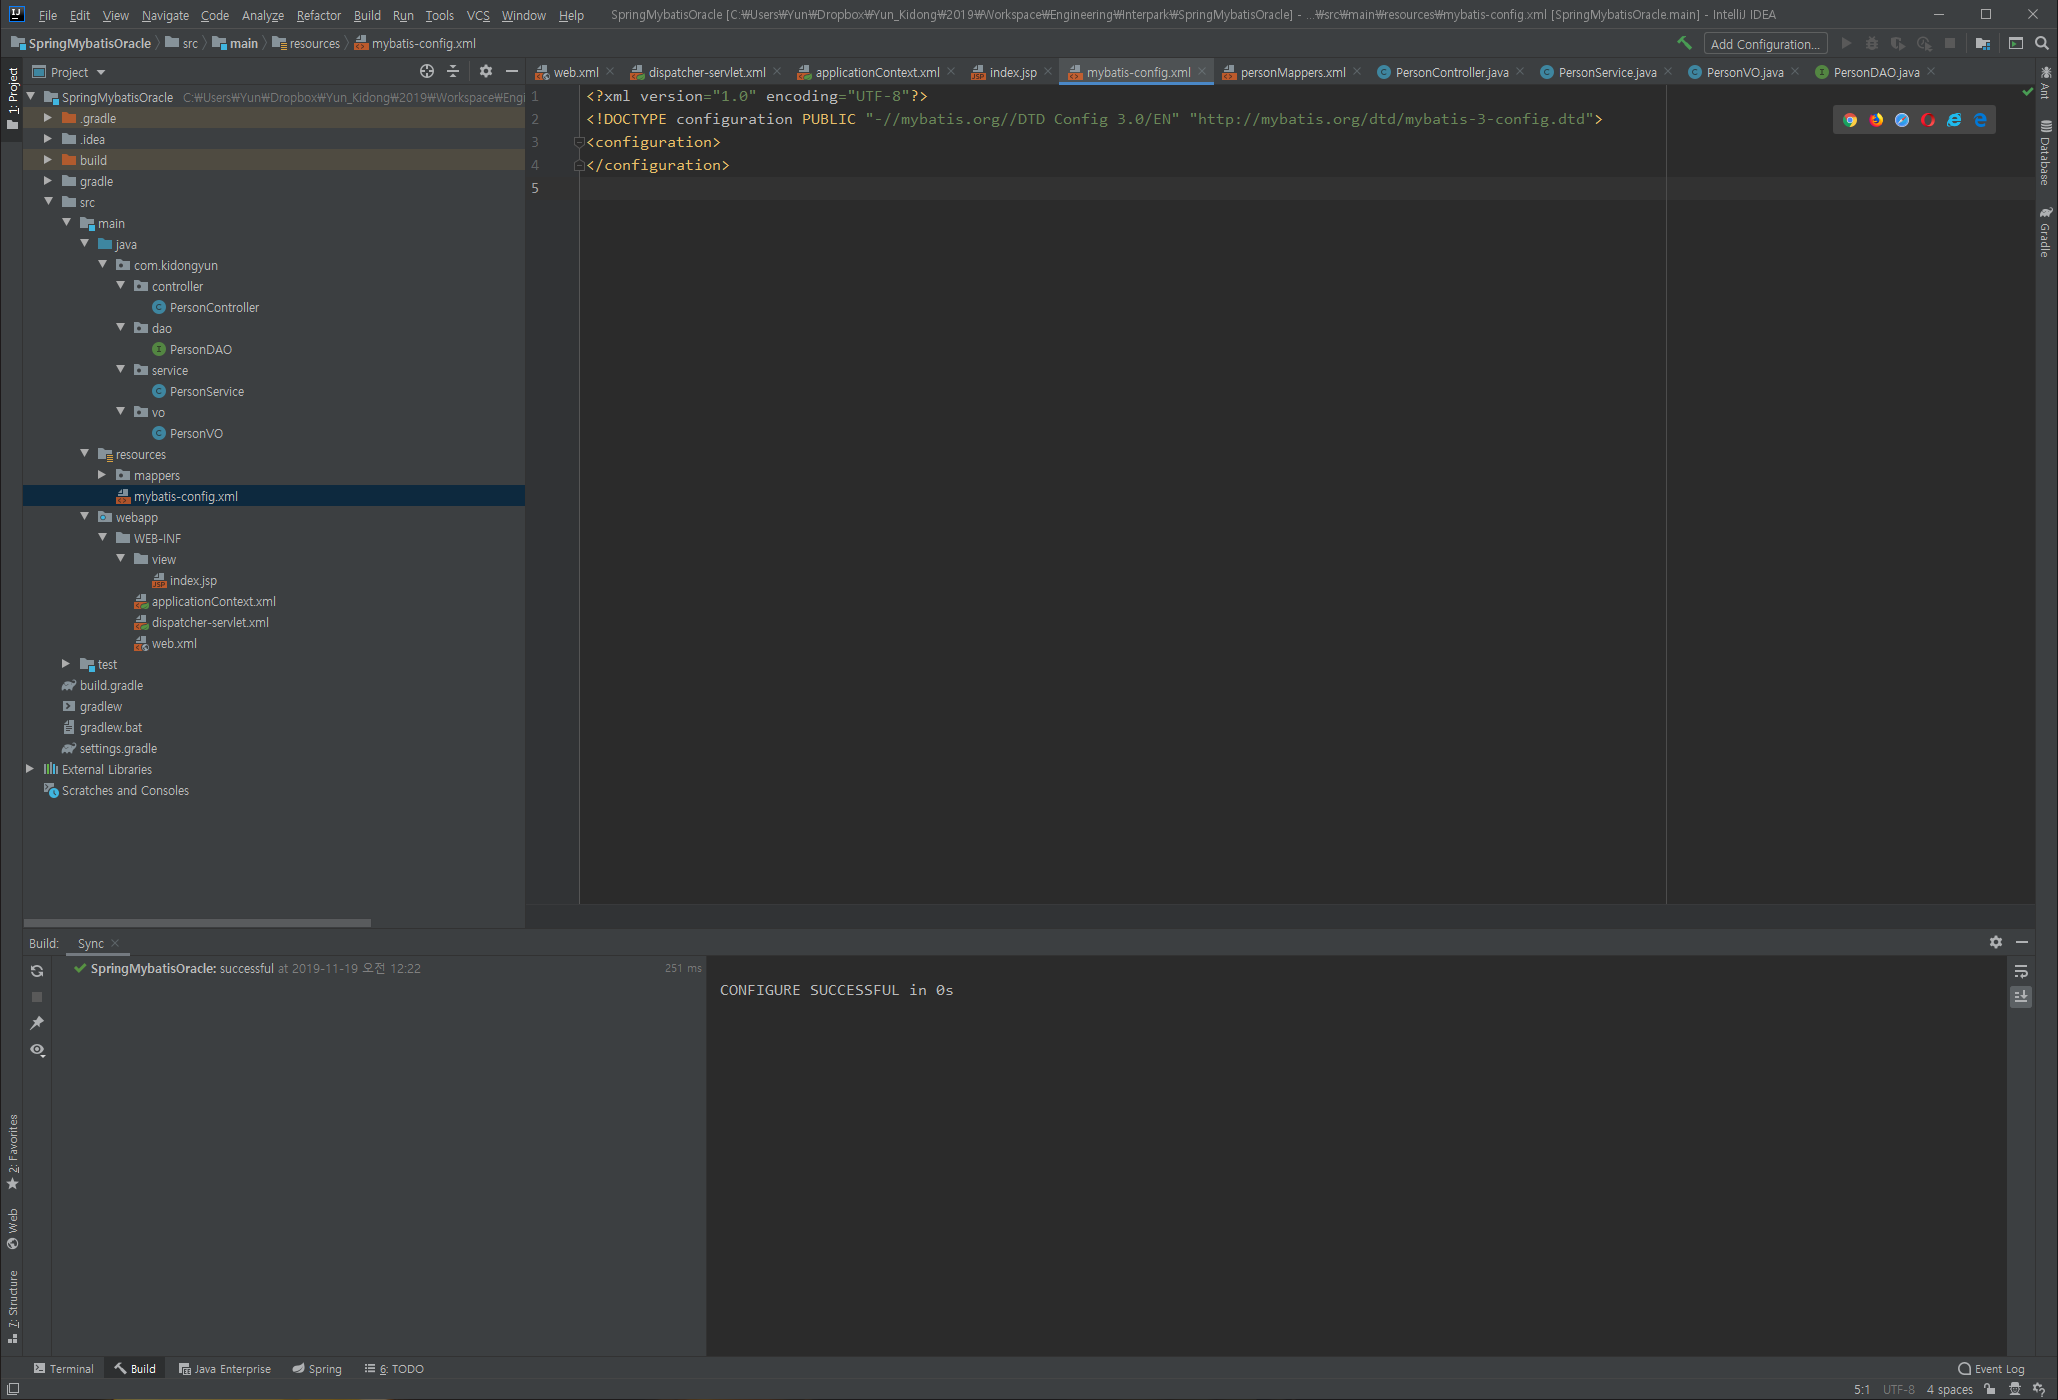 File Edit View Navigate Code Analyze Refactor Build Run Tools VCS Window Help SpringMybatisOracle [C:₩Users₩Yun₩Dropbox₩Yun_Kidong₩2019₩Workspace₩Engineering₩Interpark₩SpringMybatisOracle] - ...₩src₩main₩resources₩mybatis-config.xml [SpringMybatisOracle.main] - IntelliJ IDEA
SpringMybatisOracle src main resources mybatis-config.xml Add Configuration...
Project web.xml dispatcher-servlet.xml applicationContext.xml index.jsp mybatis-config.xml personMappers.xml PersonController.java PersonService.java PersonVO.java PersonDAO.java
1: Project
Ant
Database
Gradle
SpringMybatisOracle C:₩Users₩Yun₩Dropbox₩Yun_Kidong₩2019₩Workspace₩Engi
.gradle
.idea
build
gradle
src
main
java
com.kidongyun
controller
PersonController
dao
PersonDAO
service
PersonService
vo
PersonVO
resources
mappers
mybatis-config.xml
webapp
WEB-INF
view
index.jsp
applicationContext.xml
dispatcher-servlet.xml
web.xml
test
build.gradle
gradlew
gradlew.bat
settings.gradle
External Libraries
Scratches and Consoles
1 <?xml version="1.0" encoding="UTF-8"?>
2 <!DOCTYPE configuration PUBLIC "-//mybatis.org//DTD Config 3.0/EN" "http://mybatis.org/dtd/mybatis-3-config.dtd">
3 <configuration>
4 </configuration>
5
Build: Sync
SpringMybatisOracle: successful at 2019-11-19 오전 12:22 251 ms
CONFIGURE SUCCESSFUL in 0s
2: Favorites
Web
7: Structure
Terminal Build Java Enterprise Spring 6: TODO Event Log
5:1 UTF-8 4 spaces